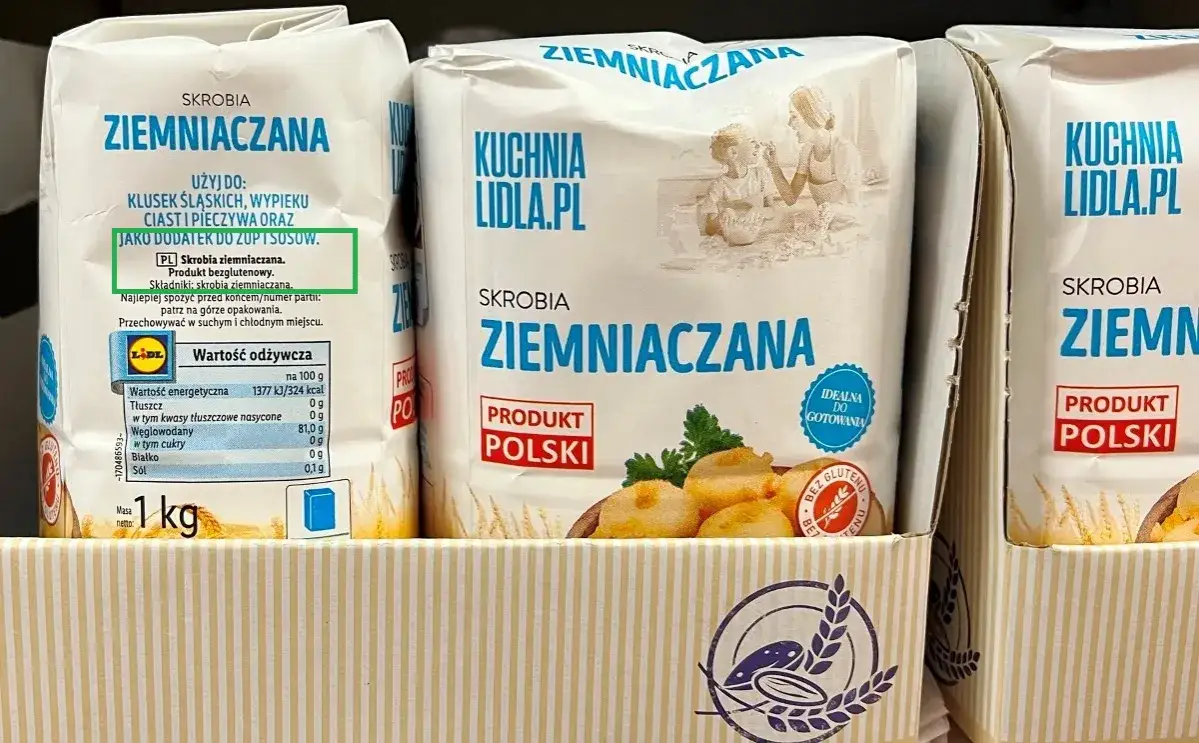 SKROBIA
ZIEMNIACZANA
UŻYJ DO:
KLUSEK ŚLĄSKICH, WYPIEKU
CIAST I PIECZYWA ORAZ
JAKO DODATEK DO ZUP I SOSÓW.
PL Skrobia ziemniaczana.
Produkt bezglutenowy.
Składniki: skrobia ziemniaczana.
Najlepiej spożyć przed końcem/numer partii:
patrz na górze opakowania.
Przechowywać w suchym i chłodnym miejscu.
LIDL
Wartość odżywcza
na 100 g
Wartość energetyczna 1377 kJ/324 kcal
Tłuszcz 0 g
w tym kwasy tłuszczowe nasycone 0 g
Węglowodany 81,0 g
w tym cukry 0 g
Białko 0 g
Sól 0,1 g
~170486593~
Masa
netto: 1 kg
SKROBIA
ZIEMNIACZANA
KUCHNIA
LIDLA.PL
SKROBIA
ZIEMNIACZANA
PRODUKT
POLSKI
IDEALNA
DO
GOTOWANIA
BEZ GLUTENU
KUCHNIA
LIDLA.PL
SKROBIA
ZIEMN
PRODUKT
POLSKI